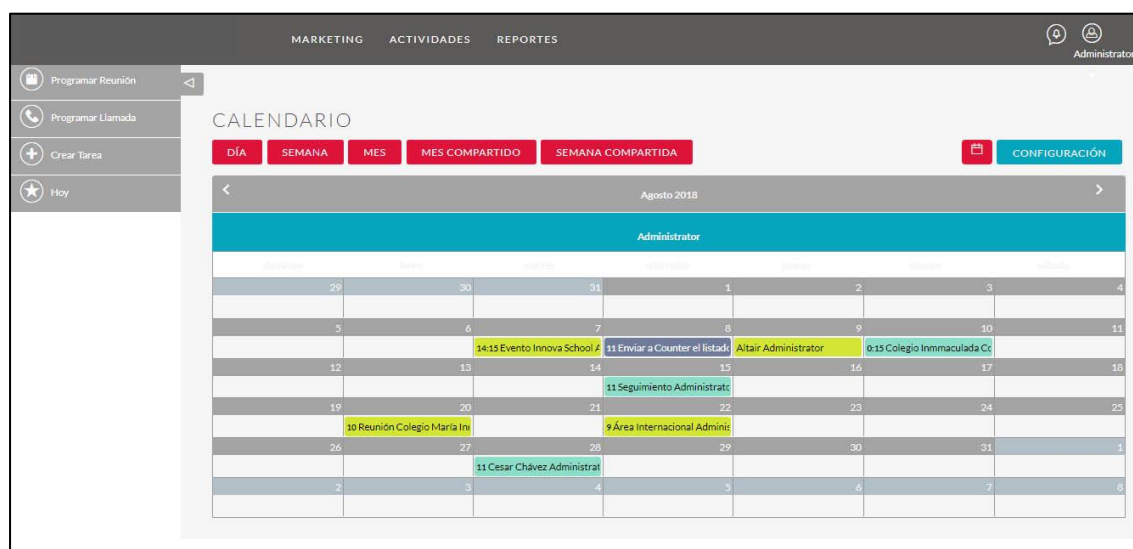 MARKETING ACTIVIDADES REPORTES
Administrator
Programar Reunión
Programar Llamada
Crear Tarea
Hoy
CALENDARIO
DÍA SEMANA MES MES COMPARTIDO SEMANA COMPARTIDA CONFIGURACIÓN
Agosto 2018
Administrator
29 30 31 1 2 3 4
5 6 7 8 9 10 11
14:15 Evento Innova School 11 Enviar a Counter el Altair Administrator 0:15 Colegio Inmmaculada
12 13 14 15 16 17 18
11 Seguimiento
19 20 21 22 23 24 25
10 Reunión Colegio María 9 Área Internacional
26 27 28 29 30 31 1
11 Cesar Chávez
2 3 4 5 6 7 8